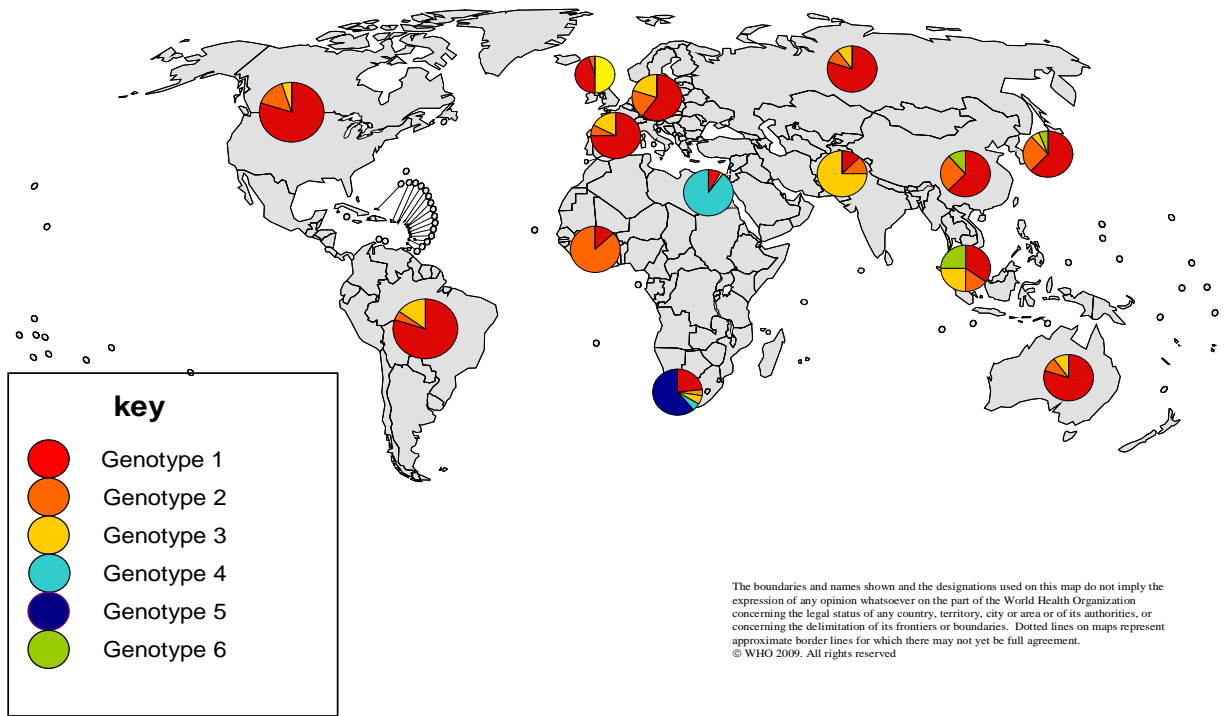 key
Genotype 1
Genotype 2
Genotype 3
Genotype 4
Genotype 5
Genotype 6
The boundaries and names shown and the designations used on this map do not imply the
expression of any opinion whatsoever on the part of the World Health Organization
concerning the legal status of any country, territory, city or area or of its authorities, or
concerning the delimitation of its frontiers or boundaries.  Dotted lines on maps represent
approximate border lines for which there may not yet be full agreement.
© WHO 2009. All rights reserved